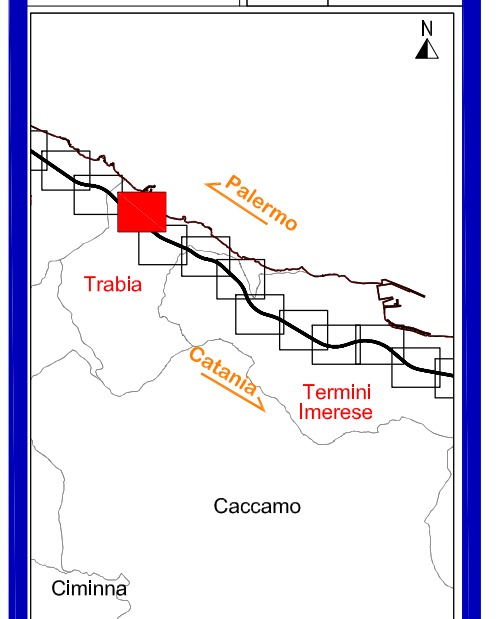 N
Palermo
Trabia
Catania
Termini
Imerese
Caccamo
Ciminna